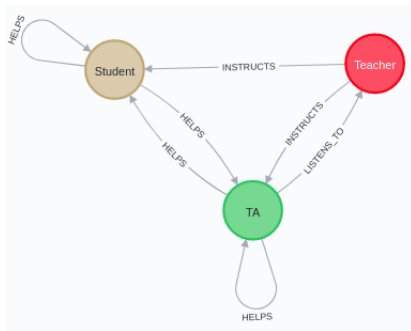 HELPS
Student
INSTRUCTS
Teacher
HELPS
HELPS
INSTRUCTS
LISTENS_TO
TA
HELPS